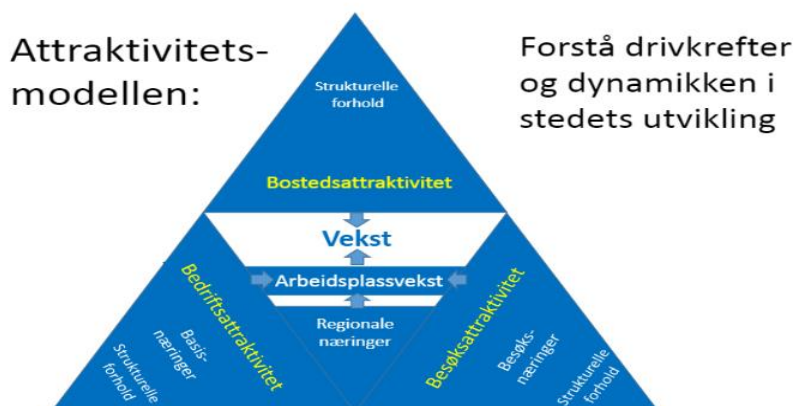 Attraktivitets-
modellen:
Forstå drivkrefter
og dynamikken i
stedets utvikling
Strukturelle
forhold
Bostedsattraktivitet
Vekst
Arbeidsplassvekst
Regionale
næringer
Bedriftsattraktivitet
Basis-
næringer
Strukturelle
forhold
Besøksattraktivitet
Besøks-
næringer
Strukturelle
forhold